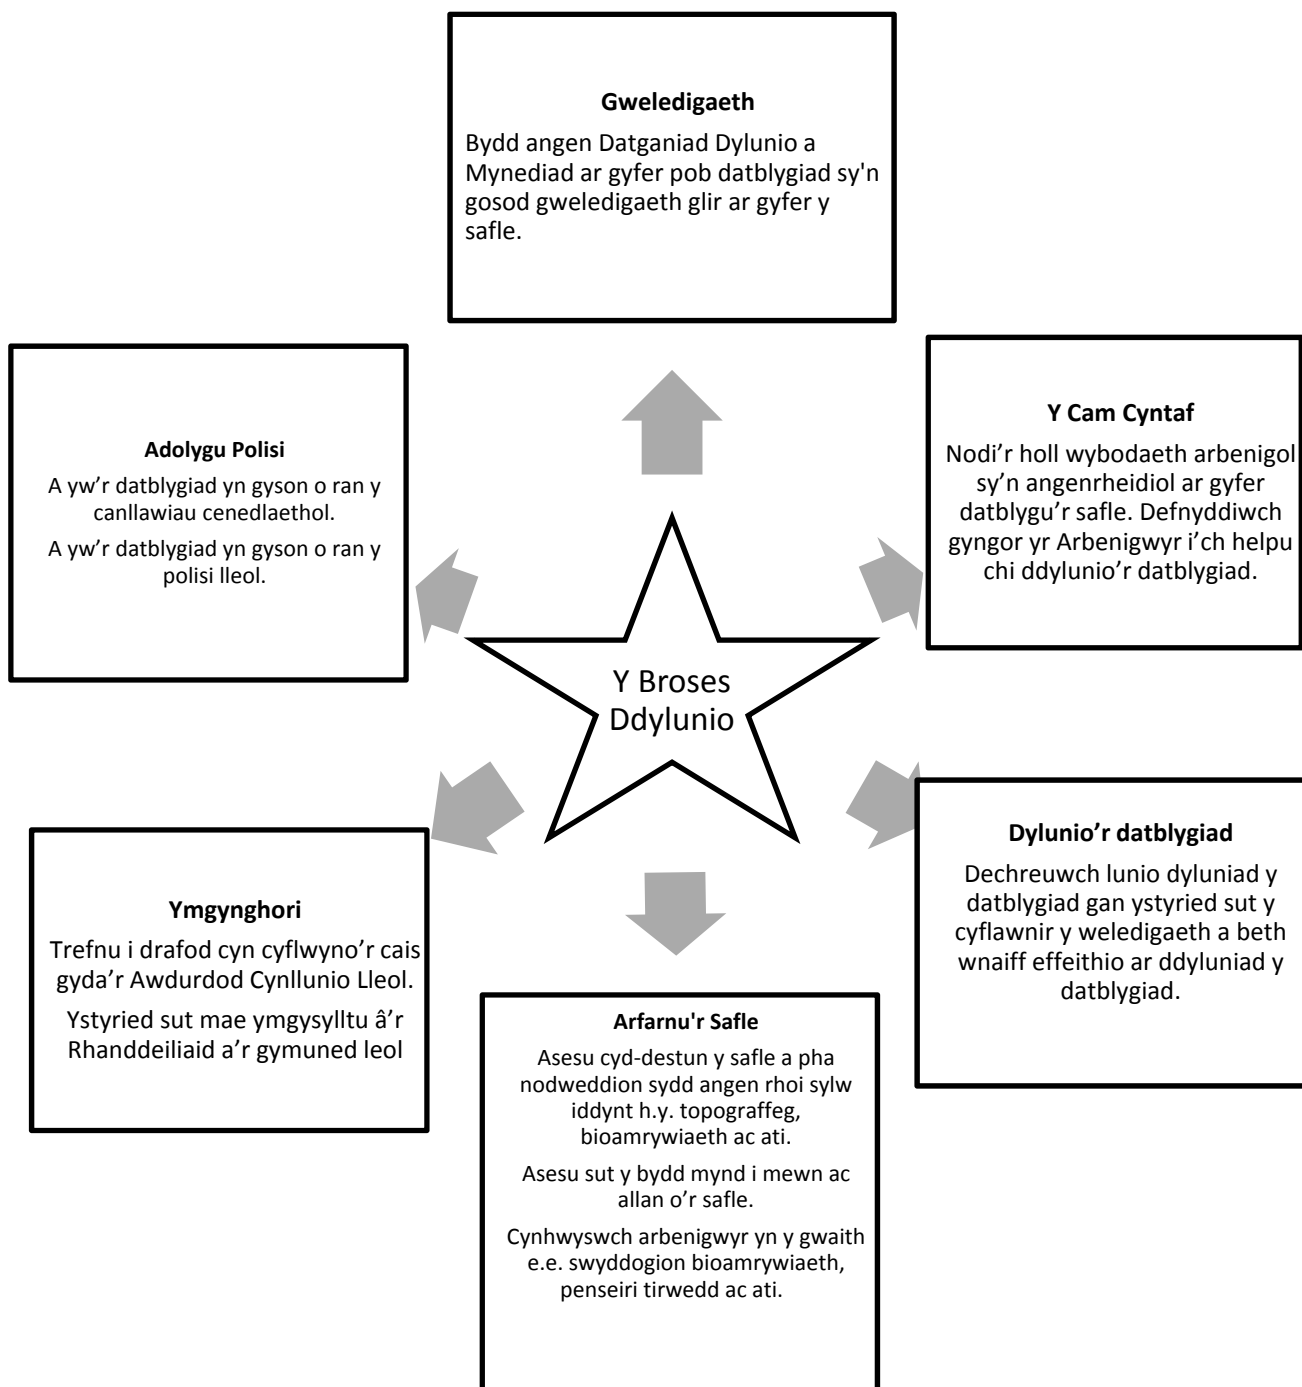 Gweledigaeth
Bydd angen Datganiad Dylunio a
Mynediad ar gyfer pob datblygiad sy'n
gosod gweledigaeth glir ar gyfer y
safle.
Y Cam Cyntaf
Nodi’r holl wybodaeth arbenigol
sy’n angenrheidiol ar gyfer
datblygu’r safle. Defnyddiwch
gyngor yr Arbenigwyr i’ch helpu
chi ddylunio’r datblygiad.
Adolygu Polisi
A yw’r datblygiad yn gyson o ran y
canllawiau cenedlaethol.
A yw’r datblygiad yn gyson o ran y
polisi lleol.
Y Broses
Ddylunio
Dylunio’r datblygiad
Dechreuwch lunio dyluniad y
datblygiad gan ystyried sut y
cyflawnir y weledigaeth a beth
wnaiff effeithio ar ddyluniad y
datblygiad.
Ymgynghori
Trefnu i drafod cyn cyflwyno’r cais
gyda’r Awdurdod Cynllunio Lleol.
Ystyried sut mae ymgysylltu â’r
Rhanddeiliaid a’r gymuned leol
Arfarnu'r Safle
Asesu cyd-destun y safle a pha
nodweddion sydd angen rhoi sylw
iddynt h.y. topograffeg,
bioamrywiaeth ac ati.
Asesu sut y bydd mynd i mewn ac
allan o’r safle.
Cynhwyswch arbenigwyr yn y gwaith
e.e. swyddogion bioamrywiaeth,
penseiri tirwedd ac ati.